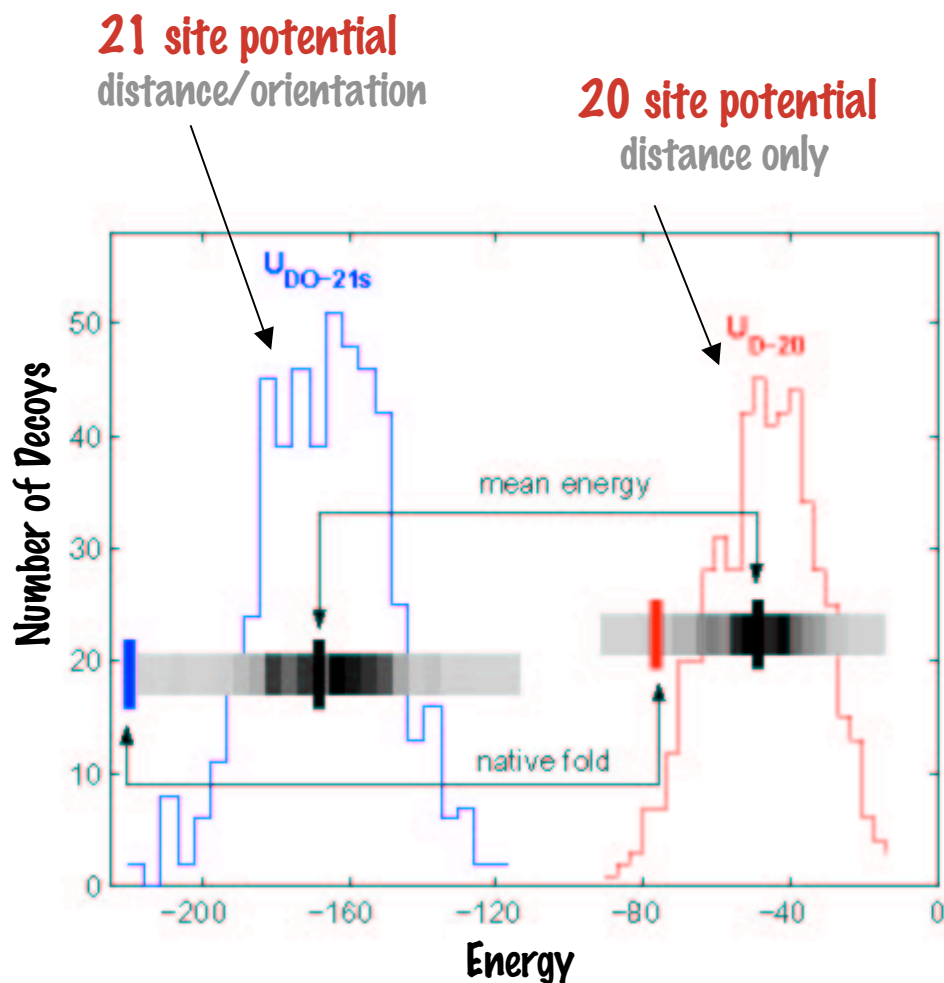 21 site potential
distance/orientation
20 site potential
distance only
U_DO-21s
U_D-20
50
40
30
20
10
0
Number of Decoys
mean energy
native fold
−200
−160
−120
−80
−40
0
Energy